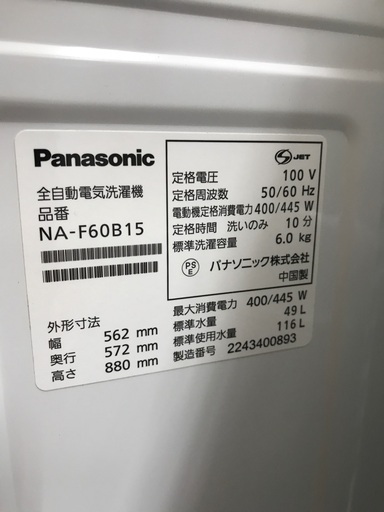 Panasonic
全自動電気洗濯機
品番
NA-F60B15
外形寸法
幅 562 mm
奥行 572 mm
高さ 880 mm
S JET
定格電圧 100 V
定格周波数 50/60 Hz
電動機定格消費電力 400/445 W
定格時間 洗いのみ 10 分
標準洗濯容量 6.0 kg
PS E パナソニック株式会社
中国製
最大消費電力 400/445 W
標準水量 49 L
標準使用水量 116 L
製造番号 2243400893